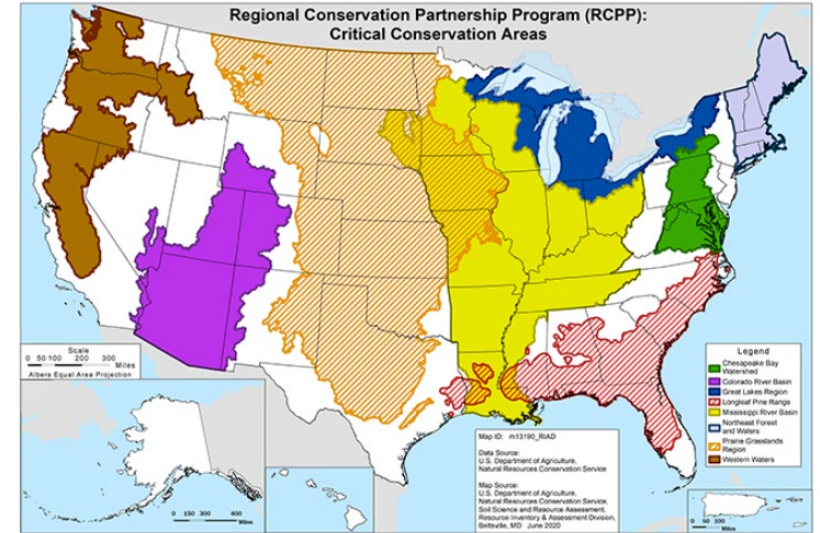 Regional Conservation Partnership Program (RCPP):
Critical Conservation Areas
Scale
0 50 100 200 300
Miles
Albers Equal Area Projection
Legend
Chesapeake Bay
Watershed
Colorado River Basin
Great Lakes Region
Longleaf Pine Range
Mississippi River Basin
Northeast Forest
and Waters
Prairie Grasslands
Region
Western Waters
Map ID: m13190_RIAD
Data Source:
U.S. Department of Agriculture,
Natural Resources Conservation Service
Map Source:
U.S. Department of Agriculture,
Natural Resources Conservation Service,
Soil Science and Resource Assessment,
Resource Inventory & Assessment Division,
Beltsville, MD June 2020
0 150 300 600
Miles
0 50 100
Miles